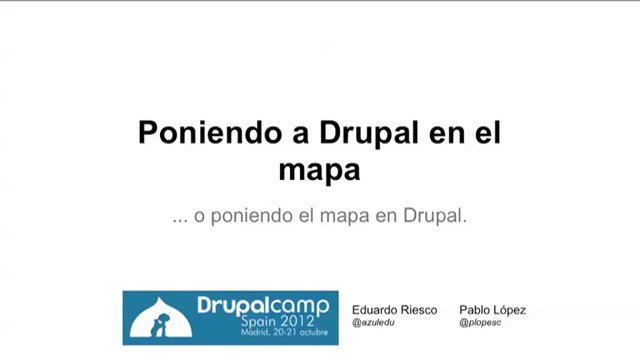 Poniendo a Drupal en el
mapa
... o poniendo el mapa en Drupal.
Drupalcamp
Spain 2012
Madrid, 20-21 octubre
Eduardo Riesco
@azuledu
Pablo López
@plopesc